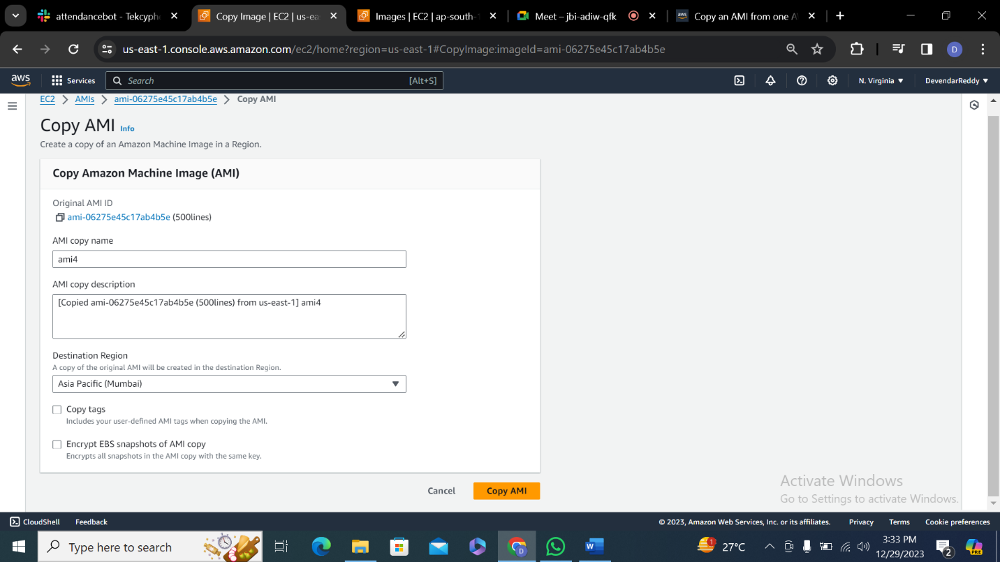 attendancebot - Tekcyph
Copy Image | EC2 | us-ea
Images | EC2 | ap-south-1
Meet – jbi-adiw-qfk
Copy an AMI from one A
us-east-1.console.aws.amazon.com/ec2/home?region=us-east-1#CopyImage:imageId=ami-06275e45c17ab4b5e
D
aws
Services
Search
[Alt+S]
N. Virginia
DevendarReddy
EC2
AMIs
ami-06275e45c17ab4b5e
Copy AMI
Copy AMI Info
Create a copy of an Amazon Machine Image in a Region.
Copy Amazon Machine Image (AMI)
Original AMI ID
ami-06275e45c17ab4b5e (500lines)
AMI copy name
ami4
AMI copy description
[Copied ami-06275e45c17ab4b5e (500lines) from us-east-1] ami4
Destination Region
A copy of the original AMI will be created in the destination Region.
Asia Pacific (Mumbai)
Copy tags
Includes your user-defined AMI tags when copying the AMI.
Encrypt EBS snapshots of AMI copy
Encrypts all snapshots in the AMI copy with the same key.
Cancel
Copy AMI
Activate Windows
Go to Settings to activate Windows.
CloudShell
Feedback
© 2023, Amazon Web Services, Inc. or its affiliates.
Privacy
Terms
Cookie preferences
Type here to search
D
W
1
27°C
3:33 PM
12/29/2023
2
PRE